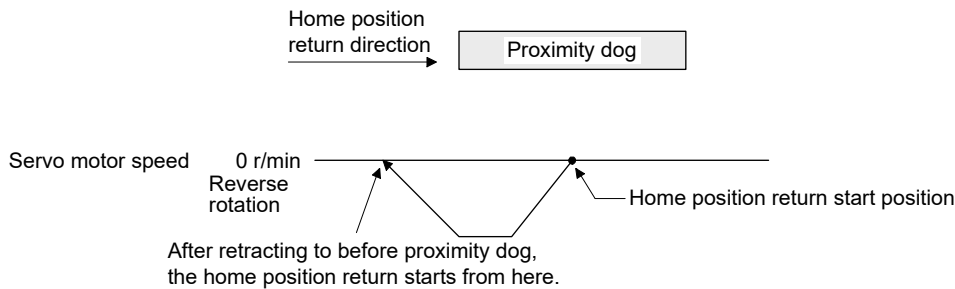 Home position
return direction
Proximity dog
Servo motor speed 0 r/min
Reverse
rotation
Home position return start position
After retracting to before proximity dog,
the home position return starts from here.